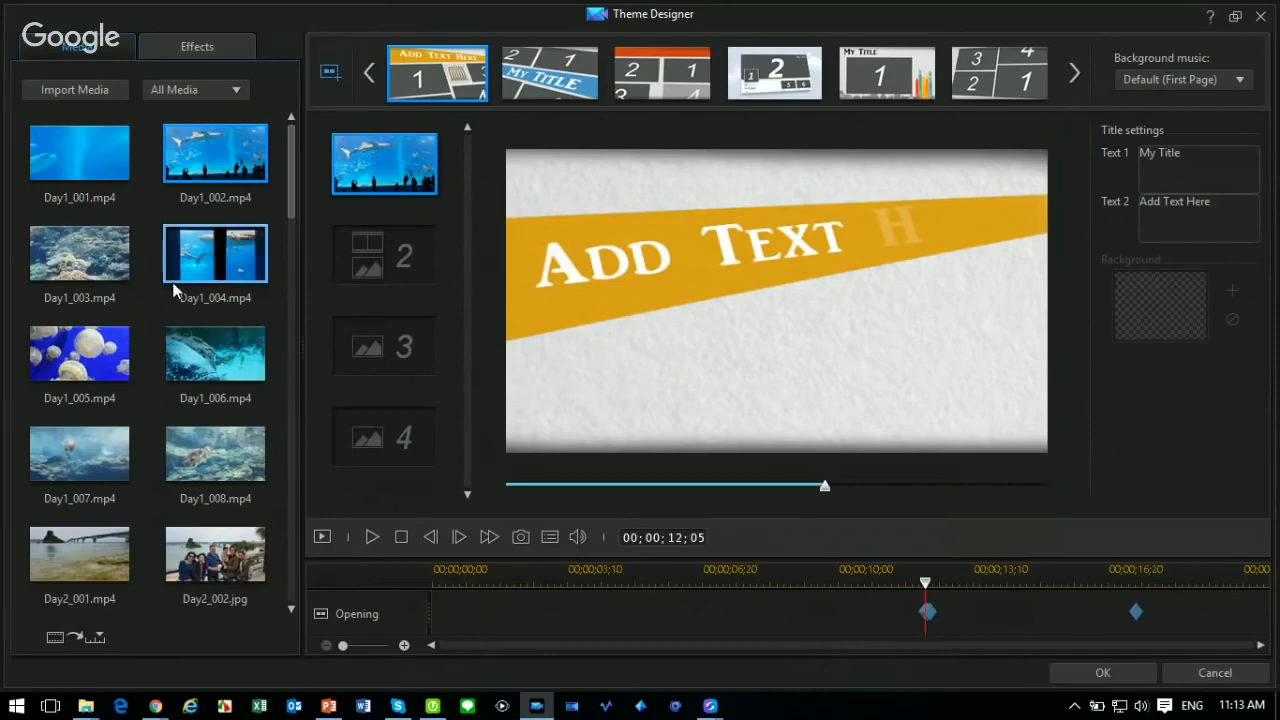 Theme Designer
?
Google
Media
Effects
Import Media
All Media
Day1_001.mp4
Day1_002.mp4
Day1_003.mp4
Day1_004.mp4
Day1_005.mp4
Day1_006.mp4
Day1_007.mp4
Day1_008.mp4
Day2_001.mp4
Day2_002.jpg
ADD TEXT HERE
1
2
1
MY TITLE
2
1
3
4
1
2
5
6
MY TITLE
1
3
4
2
1
Background music:
Default (First Page)
2
3
4
ADD TEXT H
Title settings
Text 1
My Title
Text 2
Add Text Here
Background
00;00;12;05
00;00;00;00
00;00;03;10
00;00;06;20
00;00;10;00
00;00;13;10
00;00;16;20
00;00
Opening
OK
Cancel
11:13 AM